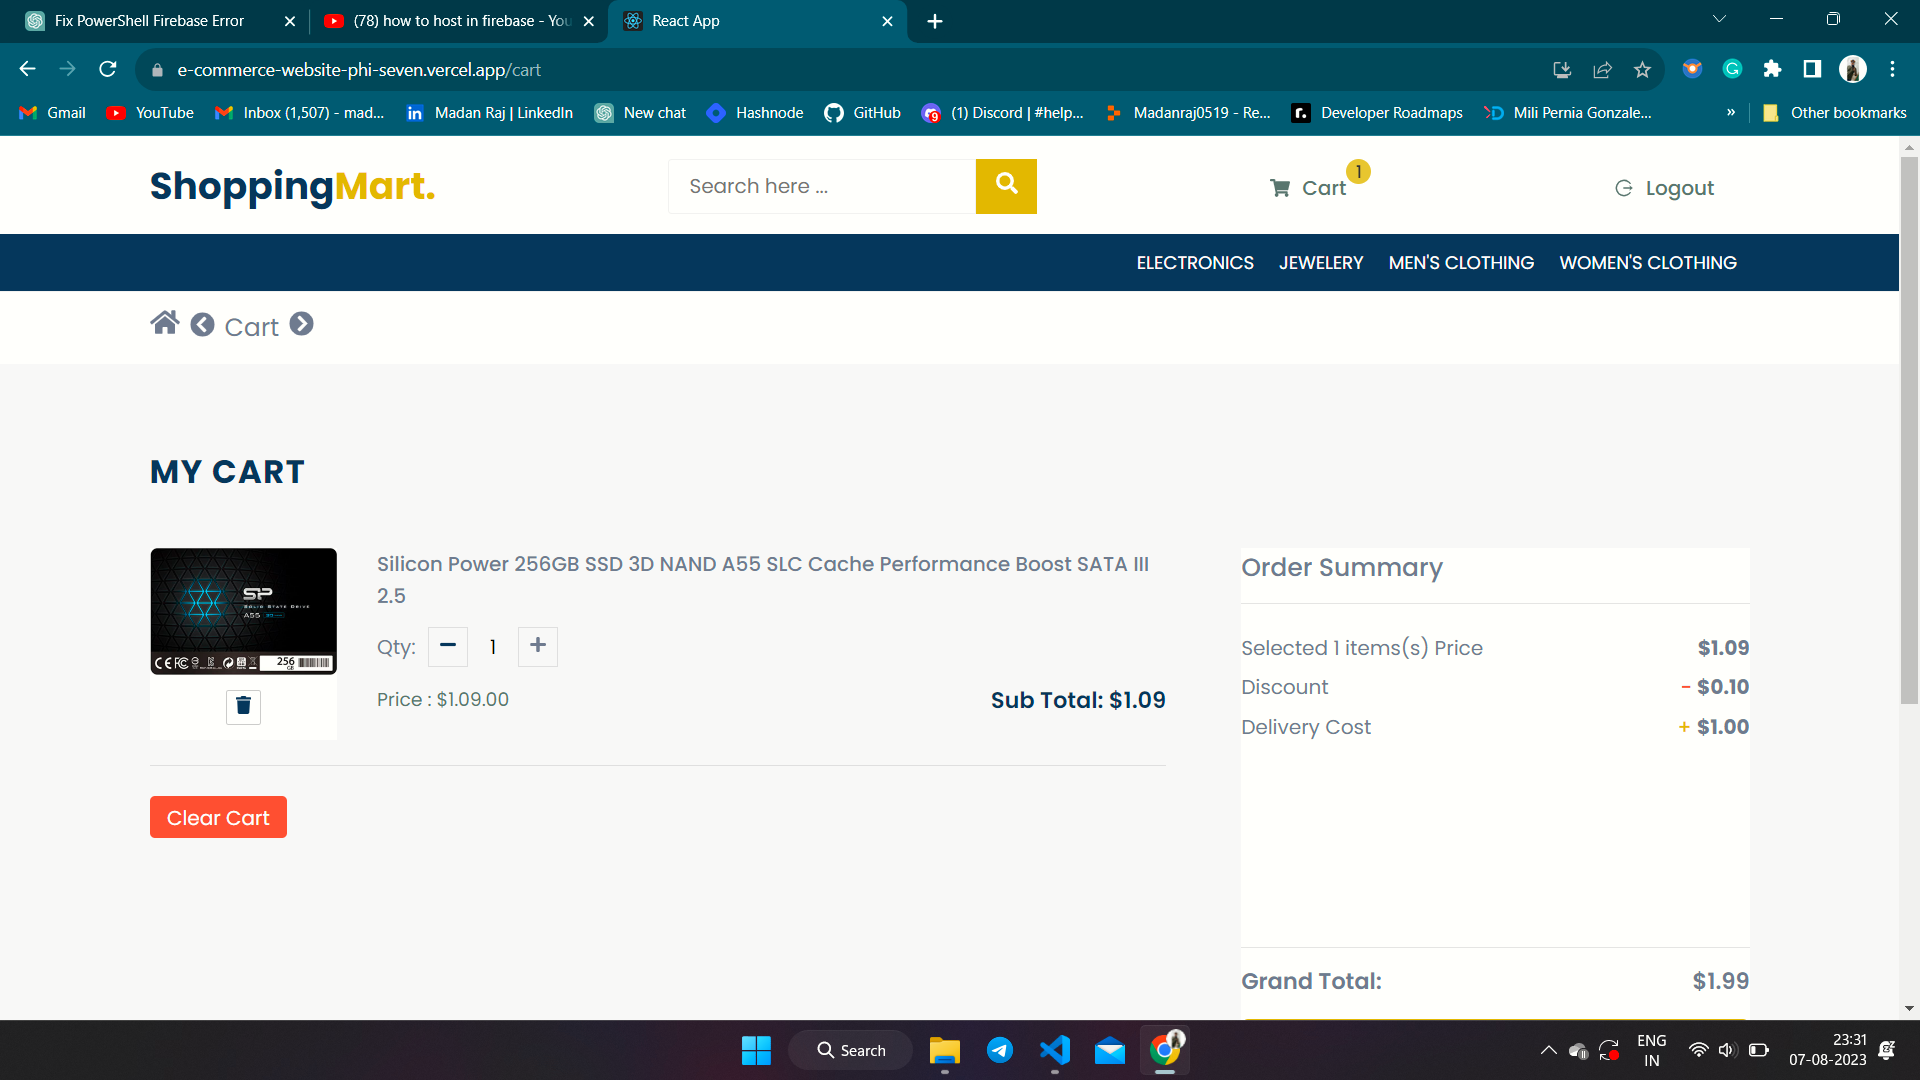 Fix PowerShell Firebase Error
(78) how to host in firebase - You
React App
e-commerce-website-phi-seven.vercel.app/cart
Gmail
YouTube
Inbox (1,507) - mad...
Madan Raj | LinkedIn
New chat
Hashnode
GitHub
9
(1) Discord | #help...
Madanraj0519 - Re...
r.
Developer Roadmaps
Mili Pernia Gonzale...
»
Other bookmarks
ShoppingMart.
Search here ...
Cart
1
Logout
ELECTRONICS JEWELERY MEN'S CLOTHING WOMEN'S CLOTHING
Cart
MY CART
SP
SOLID STATE DRIVE
A55
256
GB
Silicon Power 256GB SSD 3D NAND A55 SLC Cache Performance Boost SATA III
2.5
Qty: - 1 +
Price : $1.09.00
Sub Total: $1.09
Clear Cart
Order Summary
Selected 1 items(s) Price $1.09
Discount - $0.10
Delivery Cost + $1.00
Grand Total: $1.99
Search
ENG
IN
23:31
07-08-2023